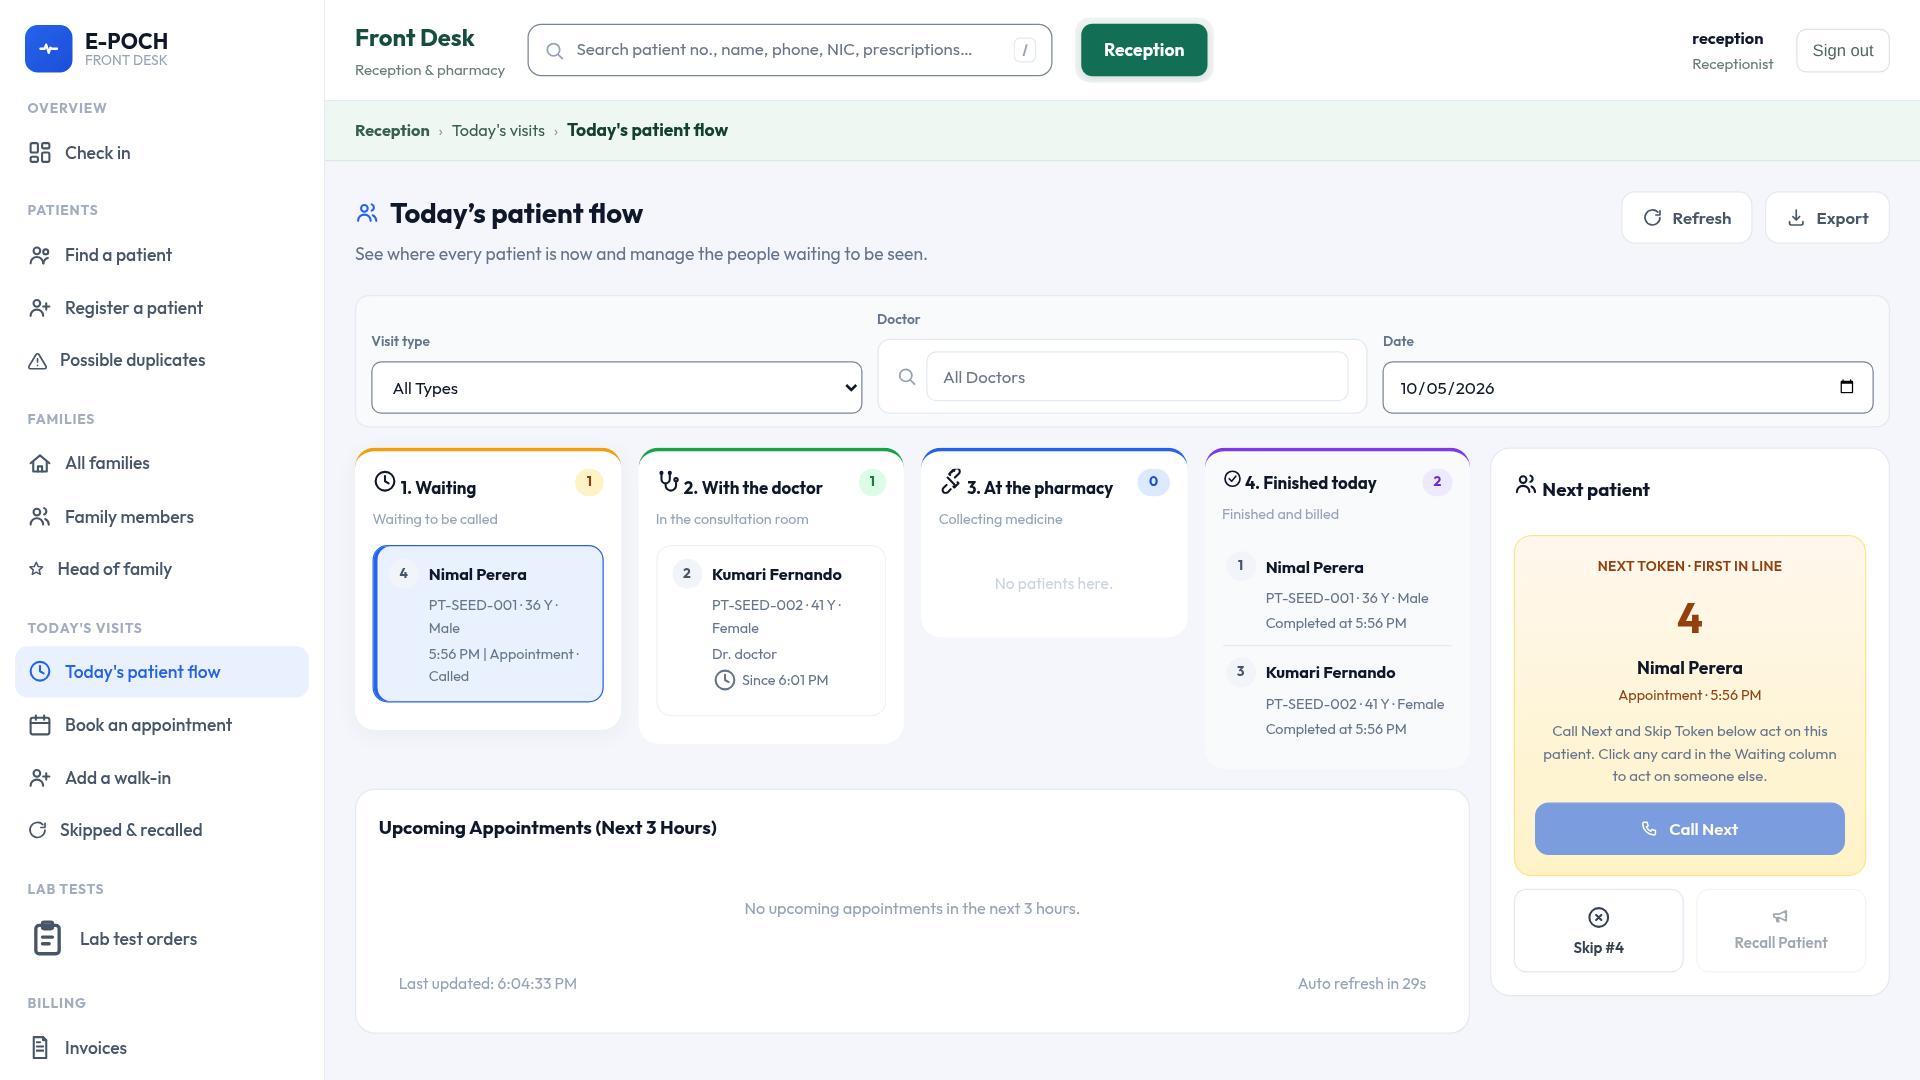 E-POCH
FRONT DESK
OVERVIEW
Check in
PATIENTS
Find a patient
Register a patient
Possible duplicates
FAMILIES
All families
Family members
Head of family
TODAY'S VISITS
Today's patient flow
Book an appointment
Add a walk-in
Skipped & recalled
LAB TESTS
Lab test orders
BILLING
Invoices
Front Desk
Reception & pharmacy
Search patient no., name, phone, NIC, prescriptions...
/
Reception
reception
Receptionist
Sign out
Reception › Today's visits › Today's patient flow
Today’s patient flow
See where every patient is now and manage the people waiting to be seen.
Refresh
Export
Visit type
All Types
Doctor
All Doctors
Date
10/05/2026
1. Waiting
1
Waiting to be called
4
Nimal Perera
PT-SEED-001 · 36 Y ·
Male
5:56 PM | Appointment ·
Called
2. With the doctor
1
In the consultation room
2
Kumari Fernando
PT-SEED-002 · 41 Y ·
Female
Dr. doctor
Since 6:01 PM
3. At the pharmacy
0
Collecting medicine
No patients here.
4. Finished today
2
Finished and billed
1
Nimal Perera
PT-SEED-001 · 36 Y · Male
Completed at 5:56 PM
3
Kumari Fernando
PT-SEED-002 · 41 Y · Female
Completed at 5:56 PM
Next patient
NEXT TOKEN · FIRST IN LINE
4
Nimal Perera
Appointment · 5:56 PM
Call Next and Skip Token below act on this
patient. Click any card in the Waiting column
to act on someone else.
Call Next
Skip #4
Recall Patient
Upcoming Appointments (Next 3 Hours)
No upcoming appointments in the next 3 hours.
Last updated: 6:04:33 PM
Auto refresh in 29s